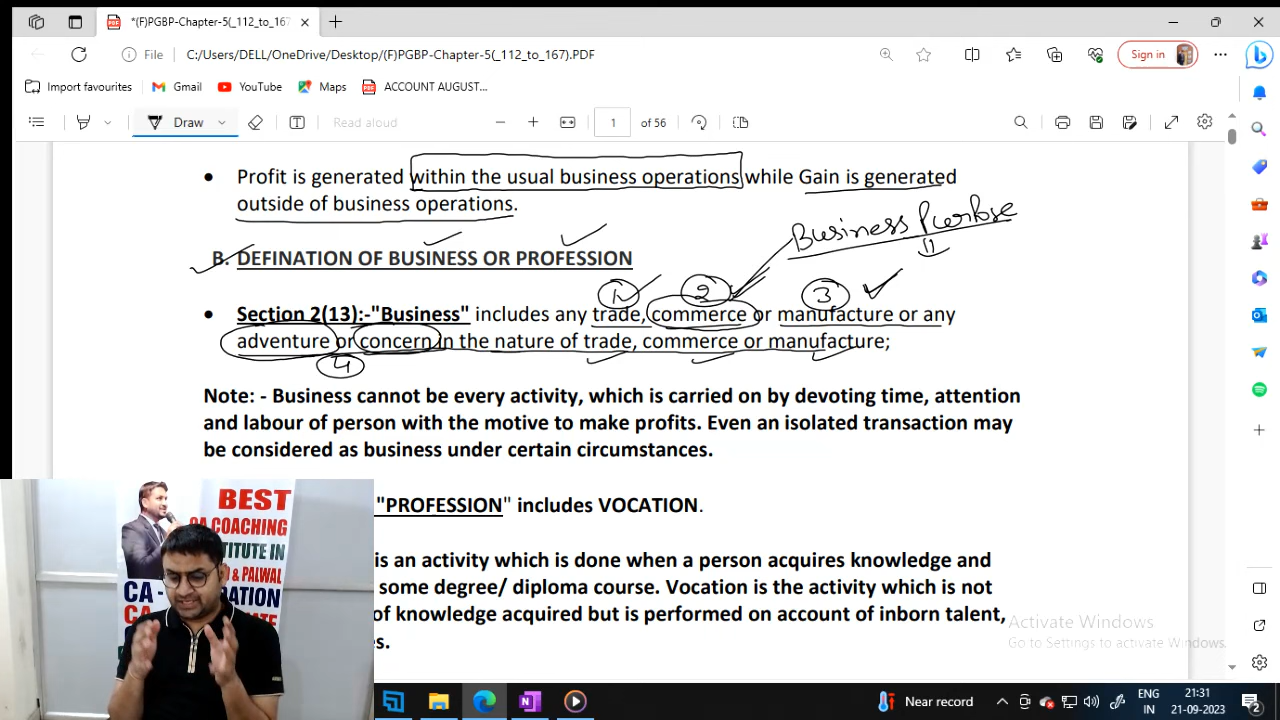 *(F)PGBP-Chapter-5(_112_to_167).
File C:/Users/DELL/OneDrive/Desktop/(F)PGBP-Chapter-5(_112_to_167).PDF
Sign in
Import favourites Gmail YouTube Maps ACCOUNT AUGUST...
Draw Read aloud 1 of 56
• Profit is generated within the usual business operations while Gain is generated
outside of business operations.
Business Purpose
B. DEFINATION OF BUSINESS OR PROFESSION
1 2 3
• Section 2(13):-"Business" includes any trade, commerce or manufacture or any
adventure or concern in the nature of trade, commerce or manufacture;
4
Note: - Business cannot be every activity, which is carried on by devoting time, attention
and labour of person with the motive to make profits. Even an isolated transaction may
be considered as business under certain circumstances.
"PROFESSION" includes VOCATION.
is an activity which is done when a person acquires knowledge and
some degree/ diploma course. Vocation is the activity which is not
of knowledge acquired but is performed on account of inborn talent,
Activate Windows
Go to Settings to activate Windows.
BEST
CA COACHING
TITUTE IN
& PALWAL
CA -
Near record
ENG
IN
21:31
21-09-2023
2